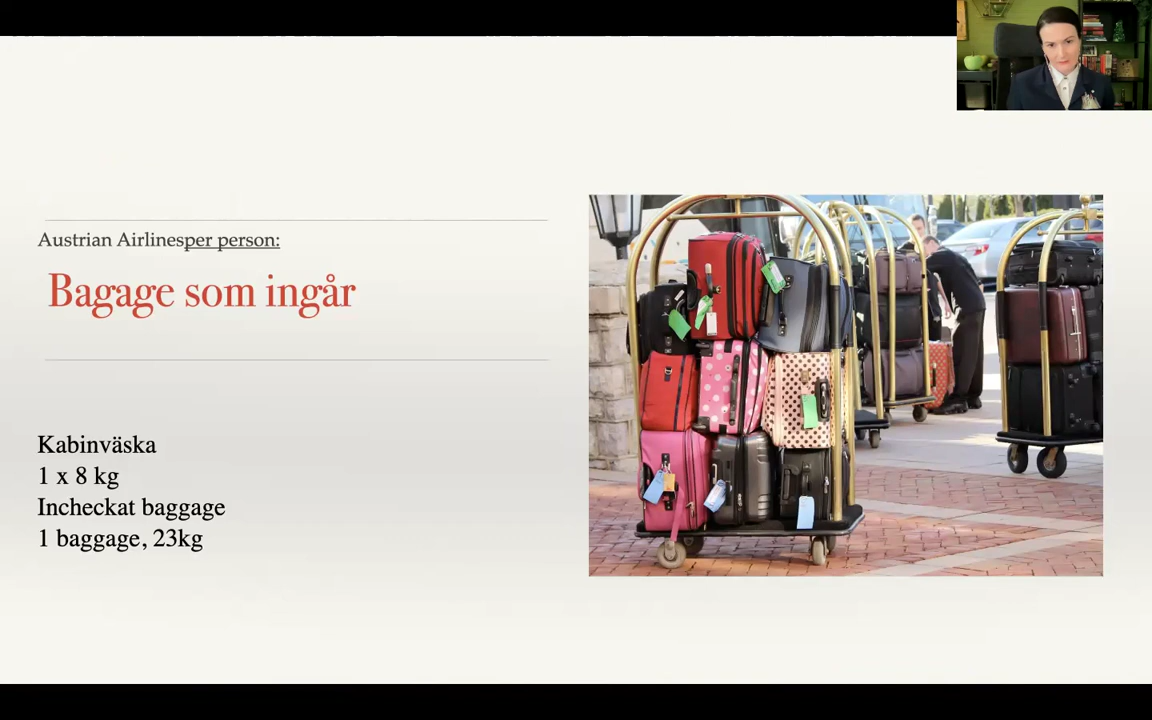 Austrian Airlinesper person:
Bagage som ingår
Kabinväska
1 x 8 kg
Incheckat baggage
1 baggage, 23kg